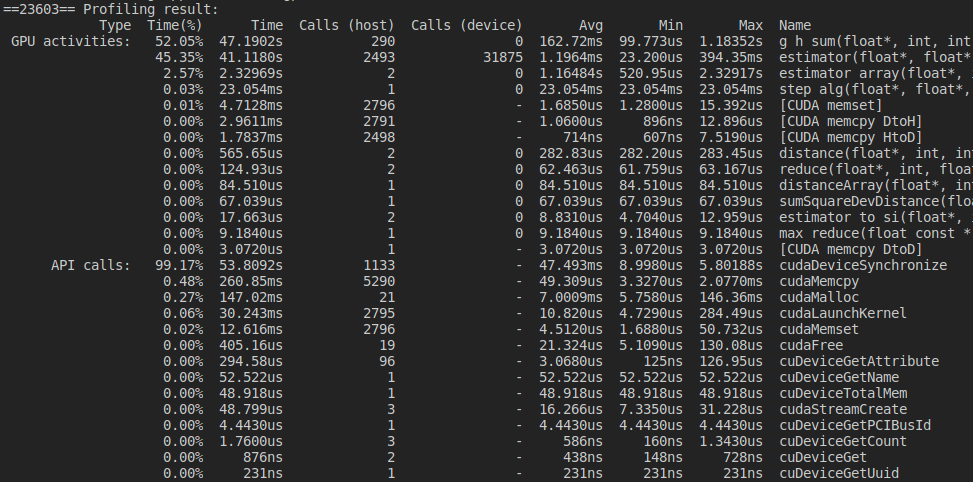 ==23603== Profiling result:
Type Time(%) Time Calls (host) Calls (device) Avg Min Max Name
GPU activities: 52.05% 47.1902s 290 0 162.72ms 99.773us 1.18352s g h sum(float*, int, int
45.35% 41.1180s 2493 31875 1.1964ms 23.200us 394.35ms estimator(float*, float*,
2.57% 2.32969s 2 0 1.16484s 520.95us 2.32917s estimator array(float*,
0.03% 23.054ms 1 0 23.054ms 23.054ms 23.054ms step alg(float*, float*,
0.01% 4.7128ms 2796 - 1.6850us 1.2800us 15.392us [CUDA memset]
0.00% 2.9611ms 2791 - 1.0600us 896ns 12.896us [CUDA memcpy DtoH]
0.00% 1.7837ms 2498 - 714ns 607ns 7.5190us [CUDA memcpy HtoD]
0.00% 565.65us 2 0 282.83us 282.20us 283.45us distance(float*, int, int
0.00% 124.93us 2 0 62.463us 61.759us 63.167us reduce(float*, int, floa
0.00% 84.510us 1 0 84.510us 84.510us 84.510us distanceArray(float*, int
0.00% 67.039us 1 0 67.039us 67.039us 67.039us sumSquareDevDistance(floa
0.00% 17.663us 2 0 8.8310us 4.7040us 12.959us estimator to si(float*,
0.00% 9.1840us 1 0 9.1840us 9.1840us 9.1840us max reduce(float const *
0.00% 3.0720us 1 - 3.0720us 3.0720us 3.0720us [CUDA memcpy DtoD]
API calls: 99.17% 53.8092s 1133 - 47.493ms 8.9980us 5.80188s cudaDeviceSynchronize
0.48% 260.85ms 5290 - 49.309us 3.3270us 2.0770ms cudaMemcpy
0.27% 147.02ms 21 - 7.0009ms 5.7580us 146.36ms cudaMalloc
0.06% 30.243ms 2795 - 10.820us 4.7290us 284.49us cudaLaunchKernel
0.02% 12.616ms 2796 - 4.5120us 1.6880us 50.732us cudaMemset
0.00% 405.16us 19 - 21.324us 5.1090us 130.08us cudaFree
0.00% 294.58us 96 - 3.0680us 125ns 126.95us cuDeviceGetAttribute
0.00% 52.522us 1 - 52.522us 52.522us 52.522us cuDeviceGetName
0.00% 48.918us 1 - 48.918us 48.918us 48.918us cuDeviceTotalMem
0.00% 48.799us 3 - 16.266us 7.3350us 31.228us cudaStreamCreate
0.00% 4.4430us 1 - 4.4430us 4.4430us 4.4430us cuDeviceGetPCIBusId
0.00% 1.7600us 3 - 586ns 160ns 1.3430us cuDeviceGetCount
0.00% 876ns 2 - 438ns 148ns 728ns cuDeviceGet
0.00% 231ns 1 - 231ns 231ns 231ns cuDeviceGetUuid